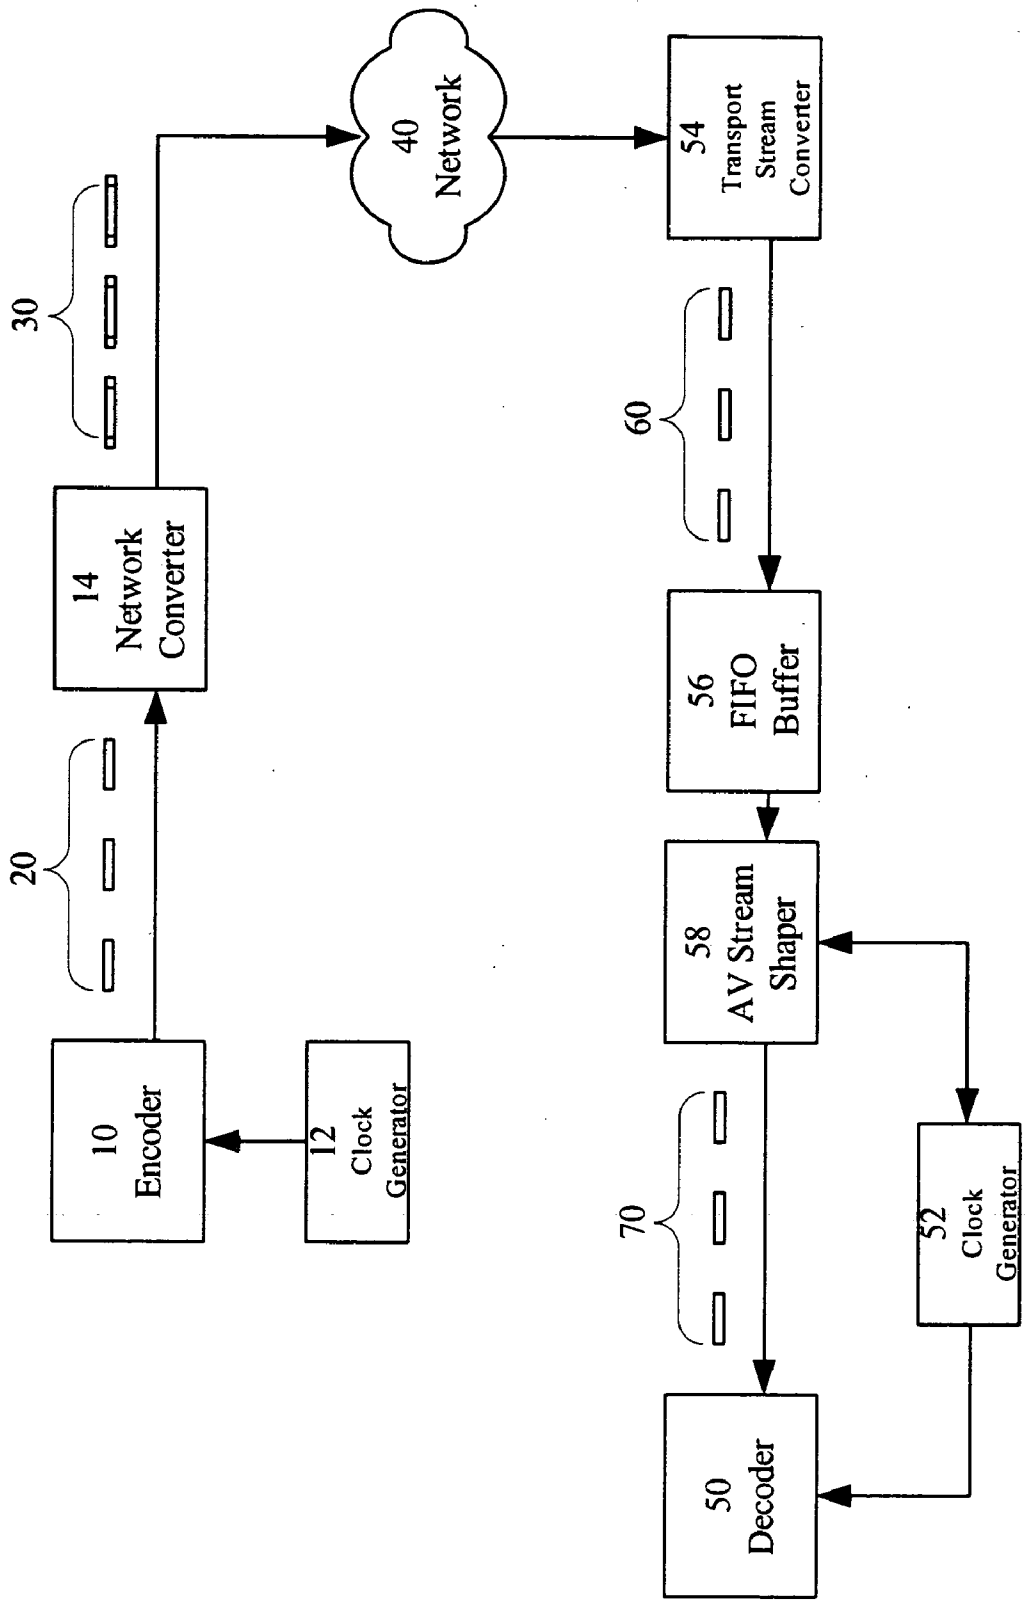 20
30
10
Encoder
14
Network
Converter
12
Clock
Generator
40
Network
70
60
50
Decoder
58
AV Stream
Shaper
56
FIFO
Buffer
54
Transport
Stream
Converter
52
Clock
Generator